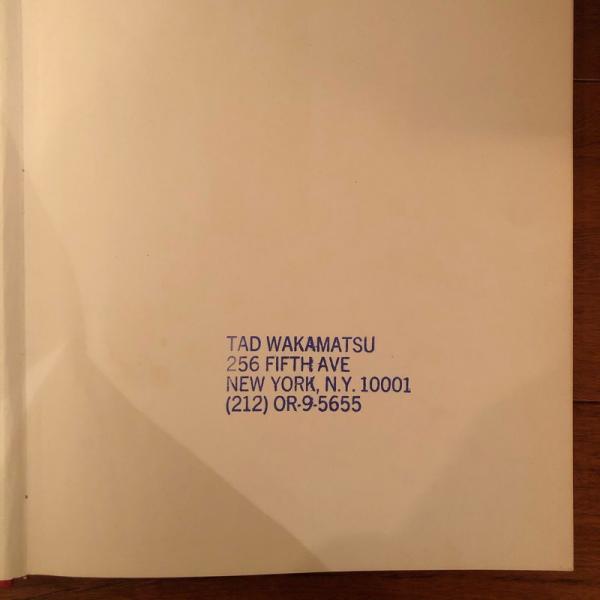 TAD WAKAMATSU
256 FIFTH AVE
NEW YORK, N.Y. 10001
(212) OR-9-5655